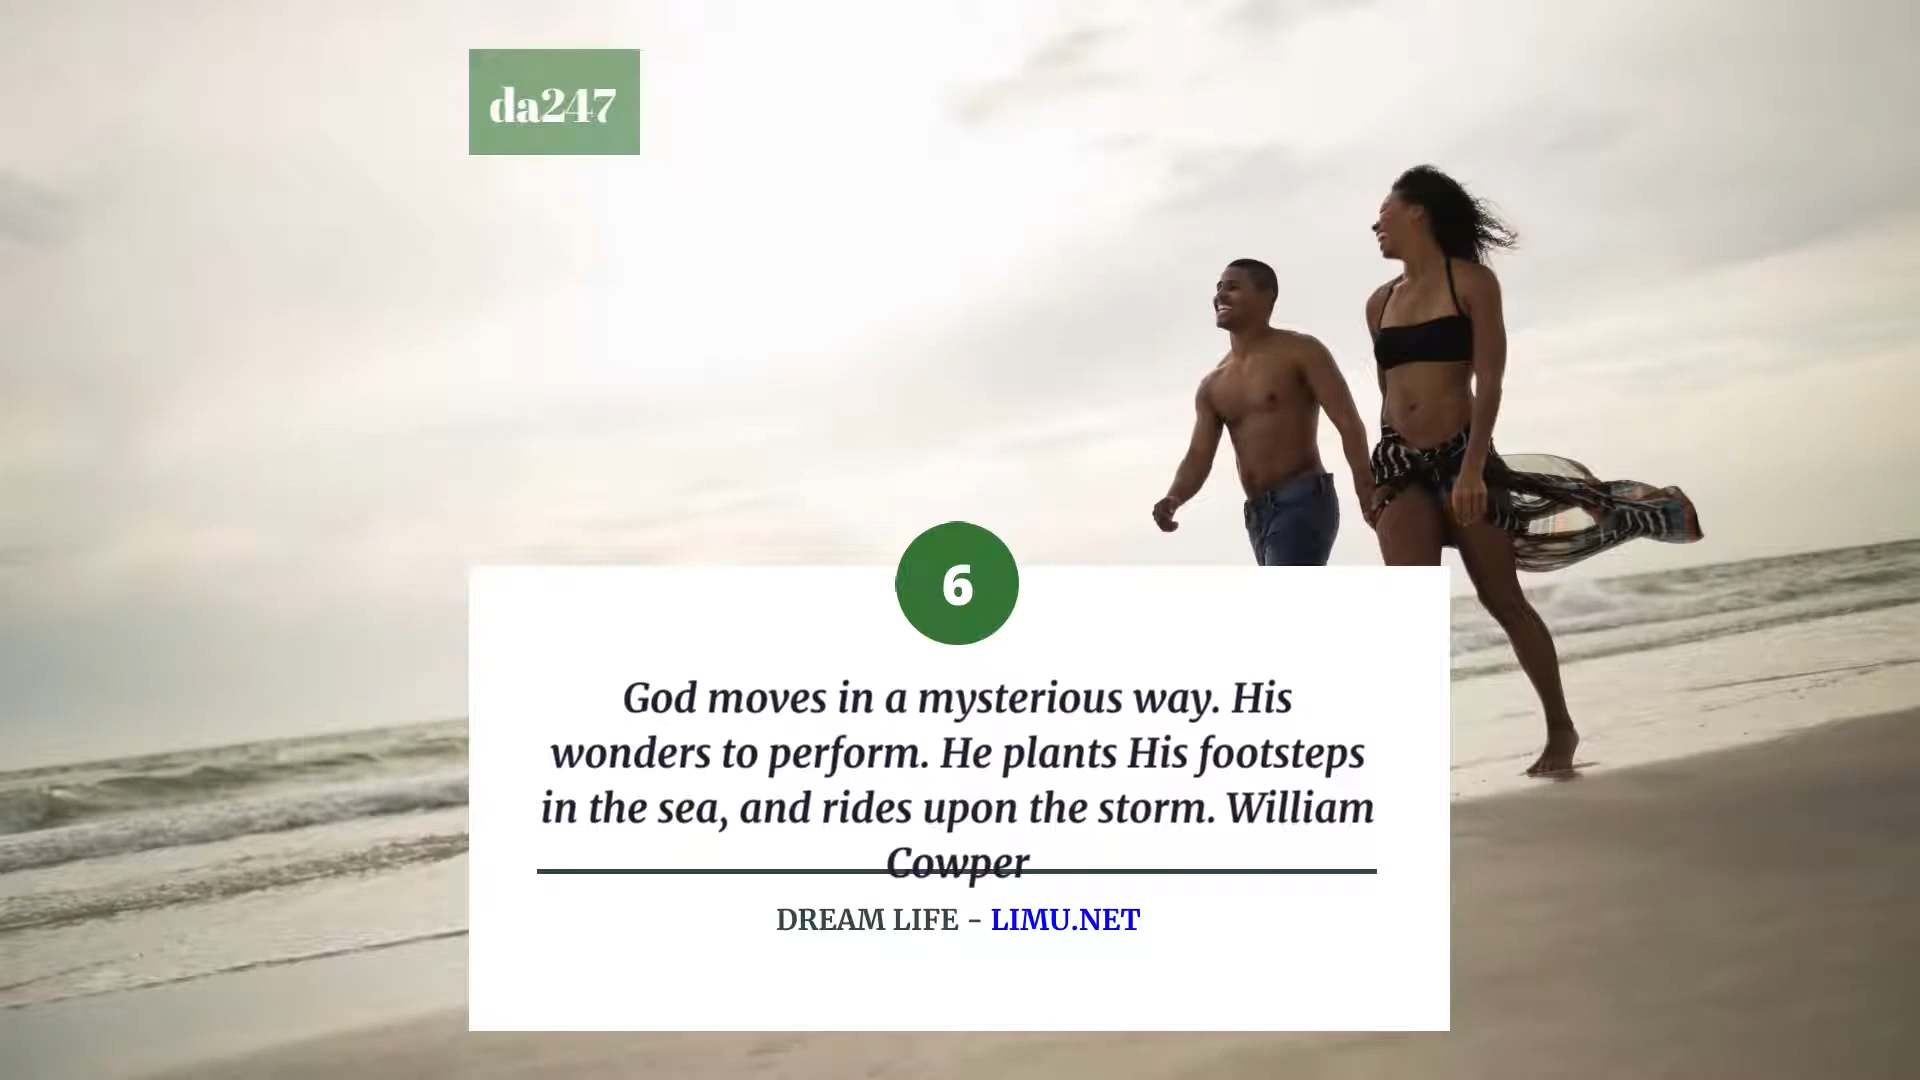 da247
6
God moves in a mysterious way. His
wonders to perform. He plants His footsteps
in the sea, and rides upon the storm. William
Cowper
DREAM LIFE - LIMU.NET